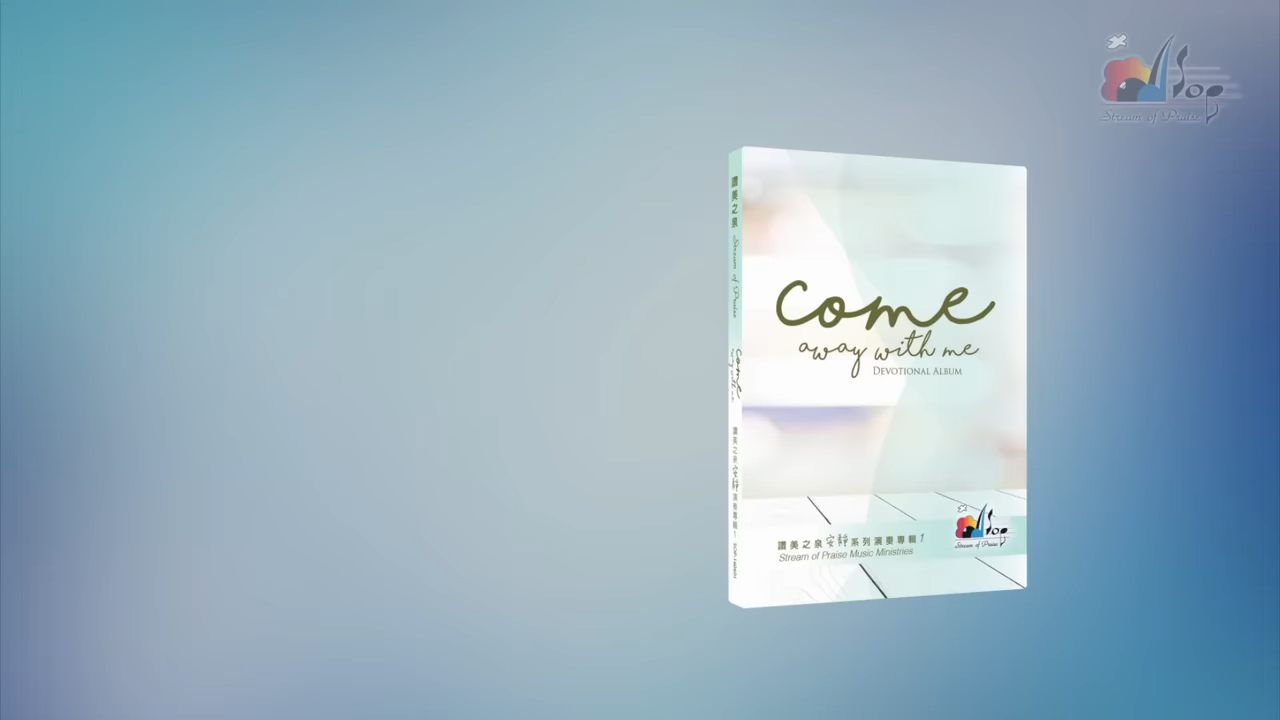 SOP
Stream of Praise
讚美之泉
Stream of Praise
come
away with me
讚美之泉安靜演奏專輯1
come
away with me
DEVOTIONAL ALBUM
讚美之泉安靜系列演奏專輯1
Stream of Praise Music Ministries
SOP
Stream of Praise